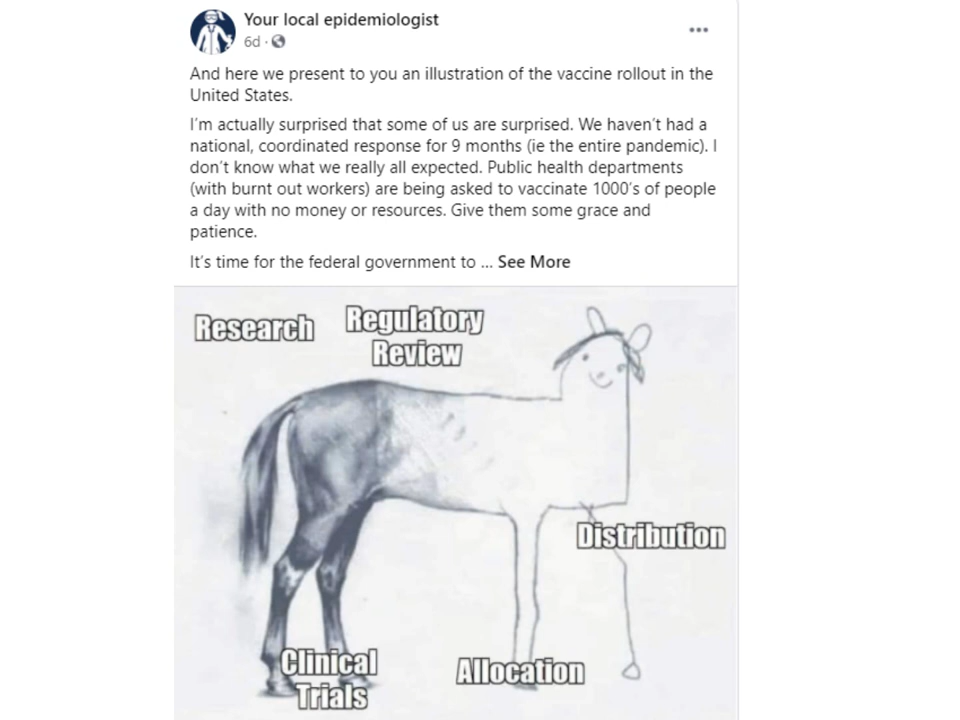 Your local epidemiologist
6d ·
And here we present to you an illustration of the vaccine rollout in the
United States.
I'm actually surprised that some of us are surprised. We haven't had a
national, coordinated response for 9 months (ie the entire pandemic). I
don't know what we really all expected. Public health departments
(with burnt out workers) are being asked to vaccinate 1000's of people
a day with no money or resources. Give them some grace and
patience.
It's time for the federal government to ... See More
Research
Regulatory
Review
Distribution
Clinical
Trials
Allocation